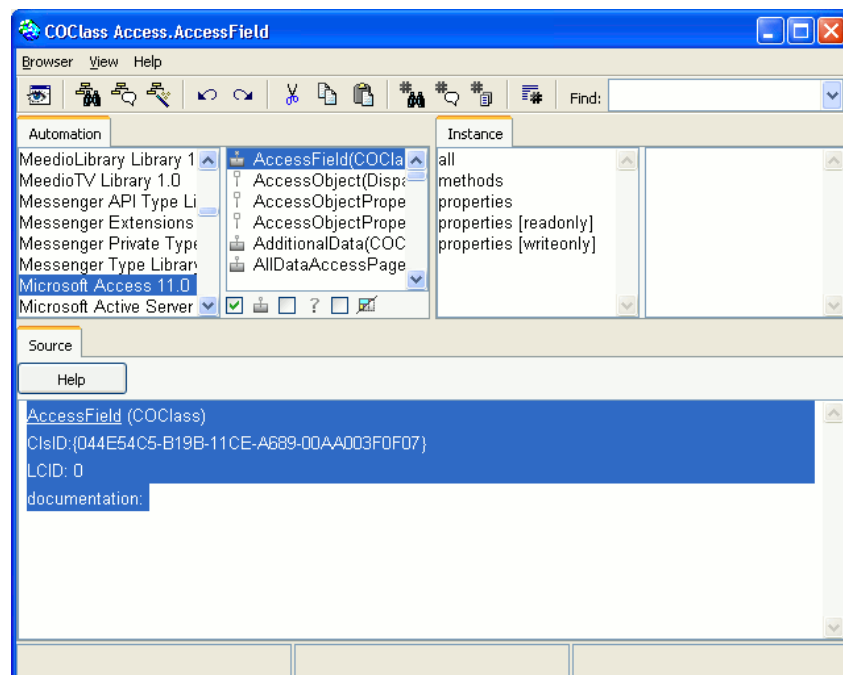 COClass Access.AccessField
Browser View Help
Find:
Automation
MeedioLibrary Library 1
MeedioTV Library 1.0
Messenger API Type Li
Messenger Extensions
Messenger Private Type
Messenger Type Library
Microsoft Access 11.0
Microsoft Active Server
AccessField(COCla
AccessObject(Dispa
AccessObjectPrope
AccessObjectPrope
AdditionalData(COC
AllDataAccessPage
?
Instance
all
methods
properties
properties [readonly]
properties [writeonly]
Source
Help
AccessField (COClass)
ClsID:{044E54C5-B19B-11CE-A689-00AA003F0F07}
LCID: 0
documentation: